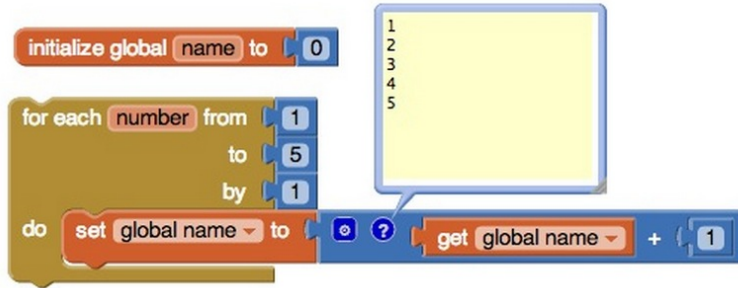 initialize global name to 0
1
2
3
4
5
for each number from 1
to 5
by 1
do set global name to ? get global name + 1